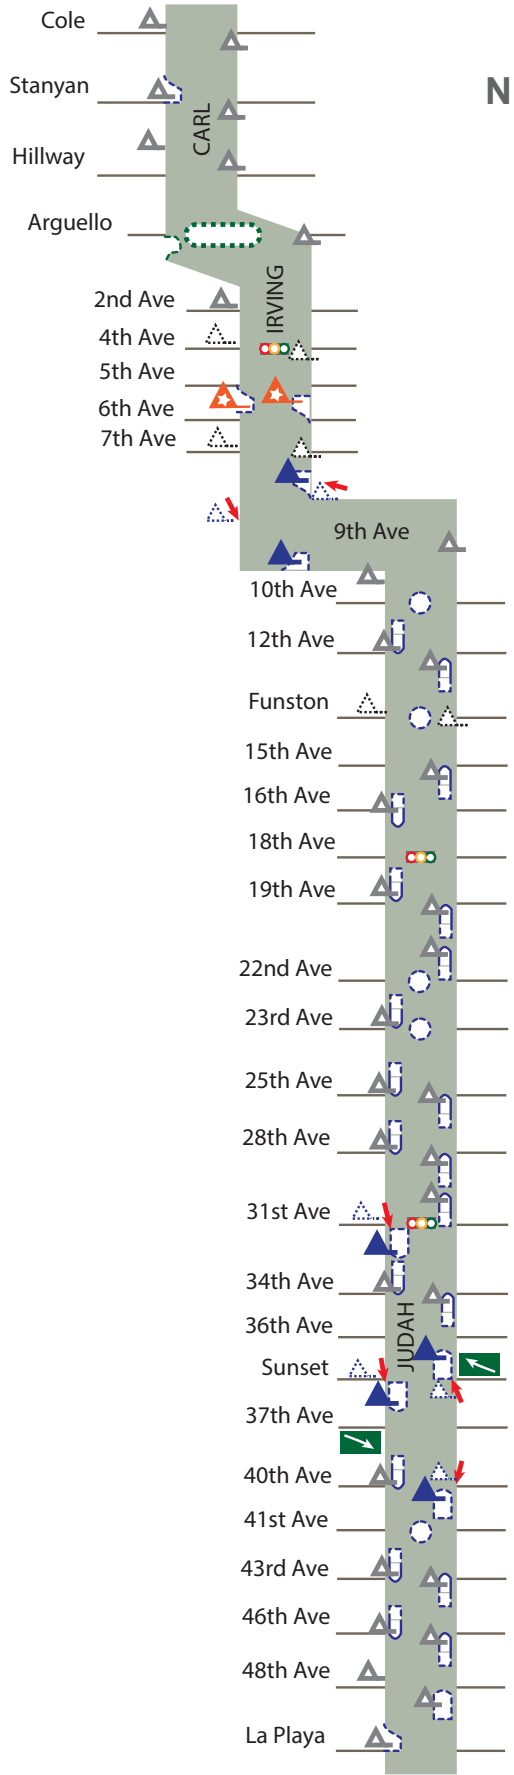 Cole
Stanyan
N
CARL
Hillway
Arguello
IRVING
2nd Ave
4th Ave
5th Ave
6th Ave
7th Ave
9th Ave
10th Ave
12th Ave
Funston
15th Ave
16th Ave
18th Ave
19th Ave
22nd Ave
23rd Ave
25th Ave
28th Ave
31st Ave
34th Ave
JUDAH
36th Ave
Sunset
37th Ave
40th Ave
41st Ave
43rd Ave
46th Ave
48th Ave
La Playa